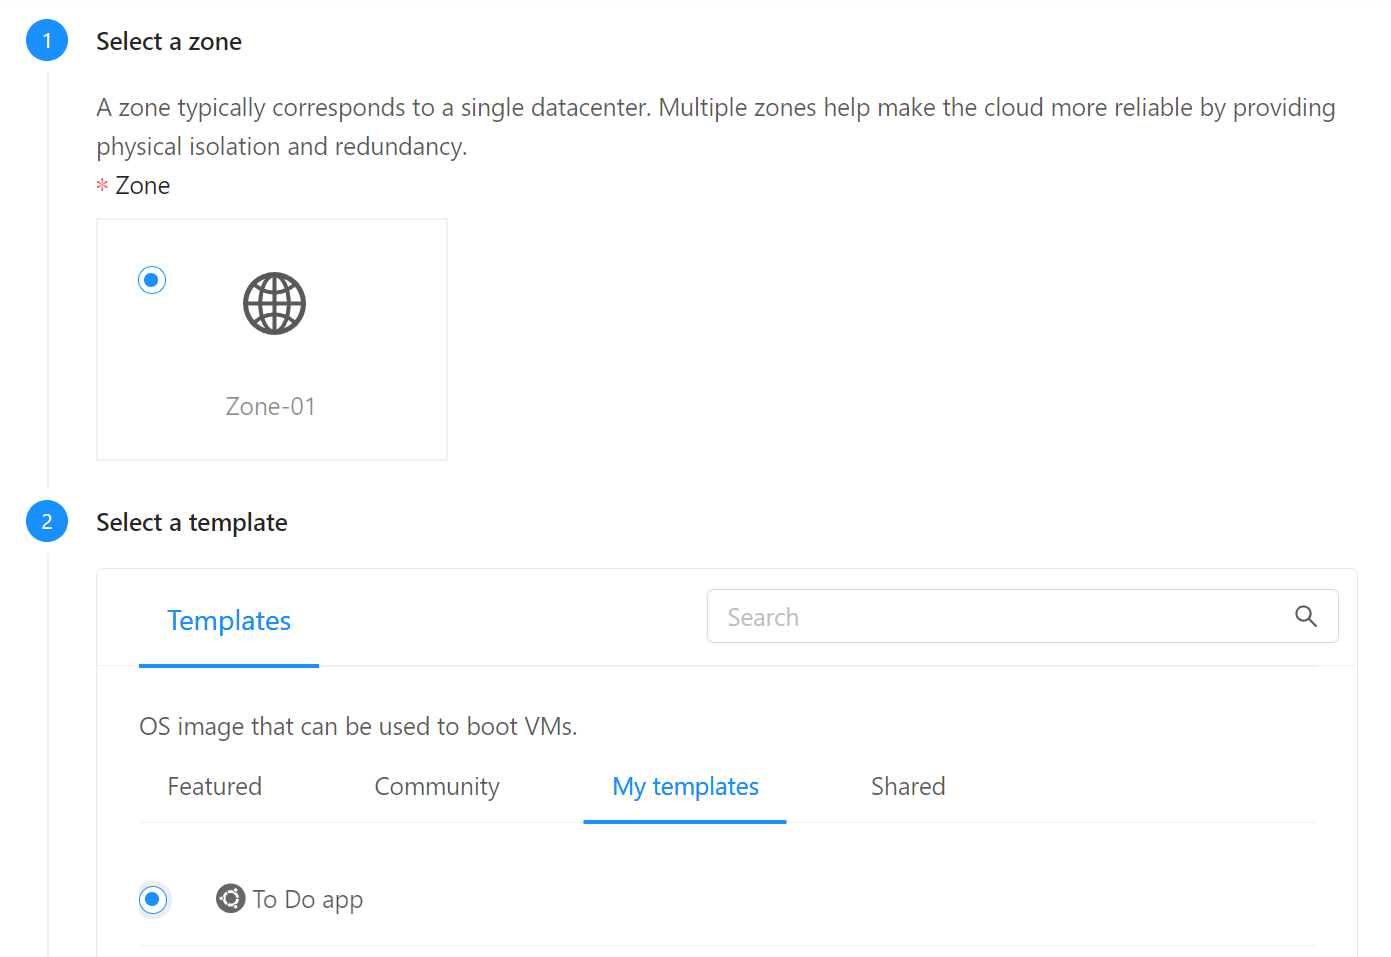 1 Select a zone
A zone typically corresponds to a single datacenter. Multiple zones help make the cloud more reliable by providing
physical isolation and redundancy.
* Zone
Zone-01
2 Select a template
Templates Search
OS image that can be used to boot VMs.
Featured Community My templates Shared
To Do app